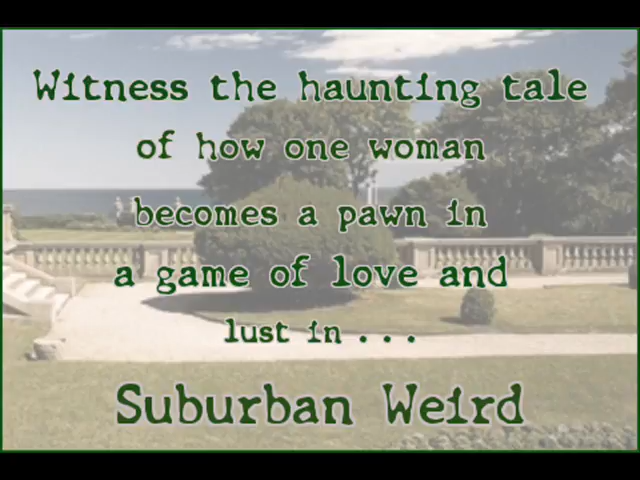 Witness the haunting tale
of how one woman
becomes a pawn in
a game of love and
lust in . . .
Suburban Weird